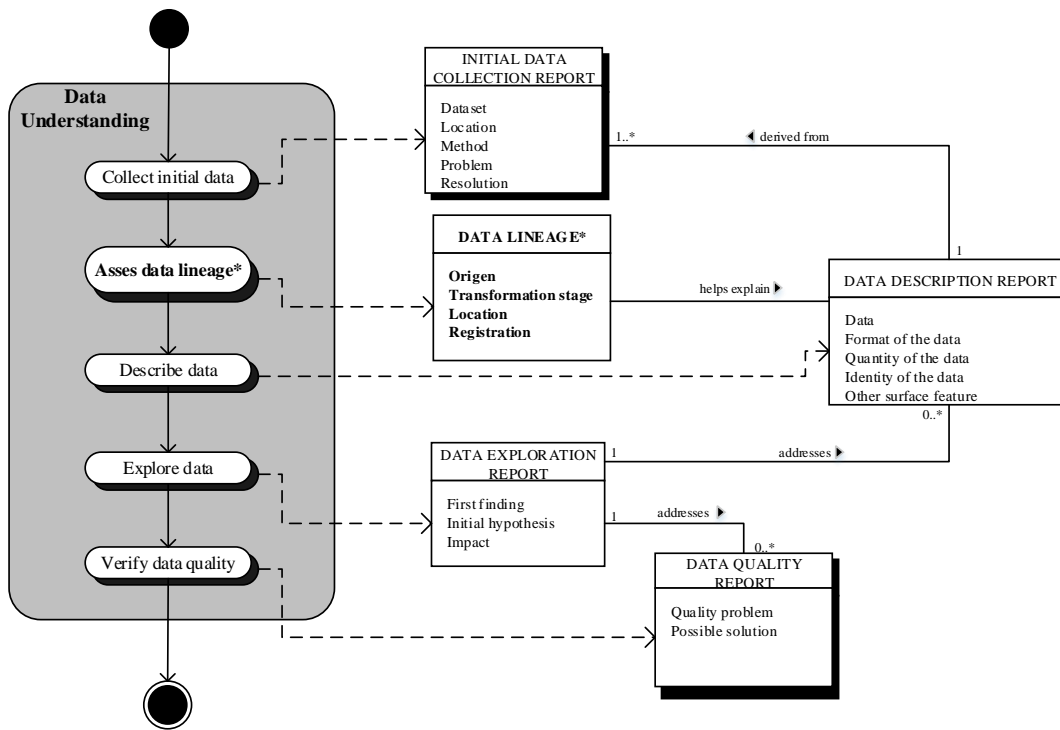 Data
Understanding
Collect initial data
Asses data lineage*
Describe data
Explore data
Verify data quality
INITIAL DATA
COLLECTION REPORT
Dataset
Location
Method
Problem
Resolution
1..*
derived from
1
DATA LINEAGE*
Origen
Transformation stage
Location
Registration
helps explain
DATA DESCRIPTION REPORT
Data
Format of the data
Quantity of the data
Identity of the data
Other surface feature
0..*
DATA EXPLORATION
REPORT
First finding
Initial hypothesis
Impact
1
addresses
1
addresses
0..*
DATA QUALITY
REPORT
Quality problem
Possible solution